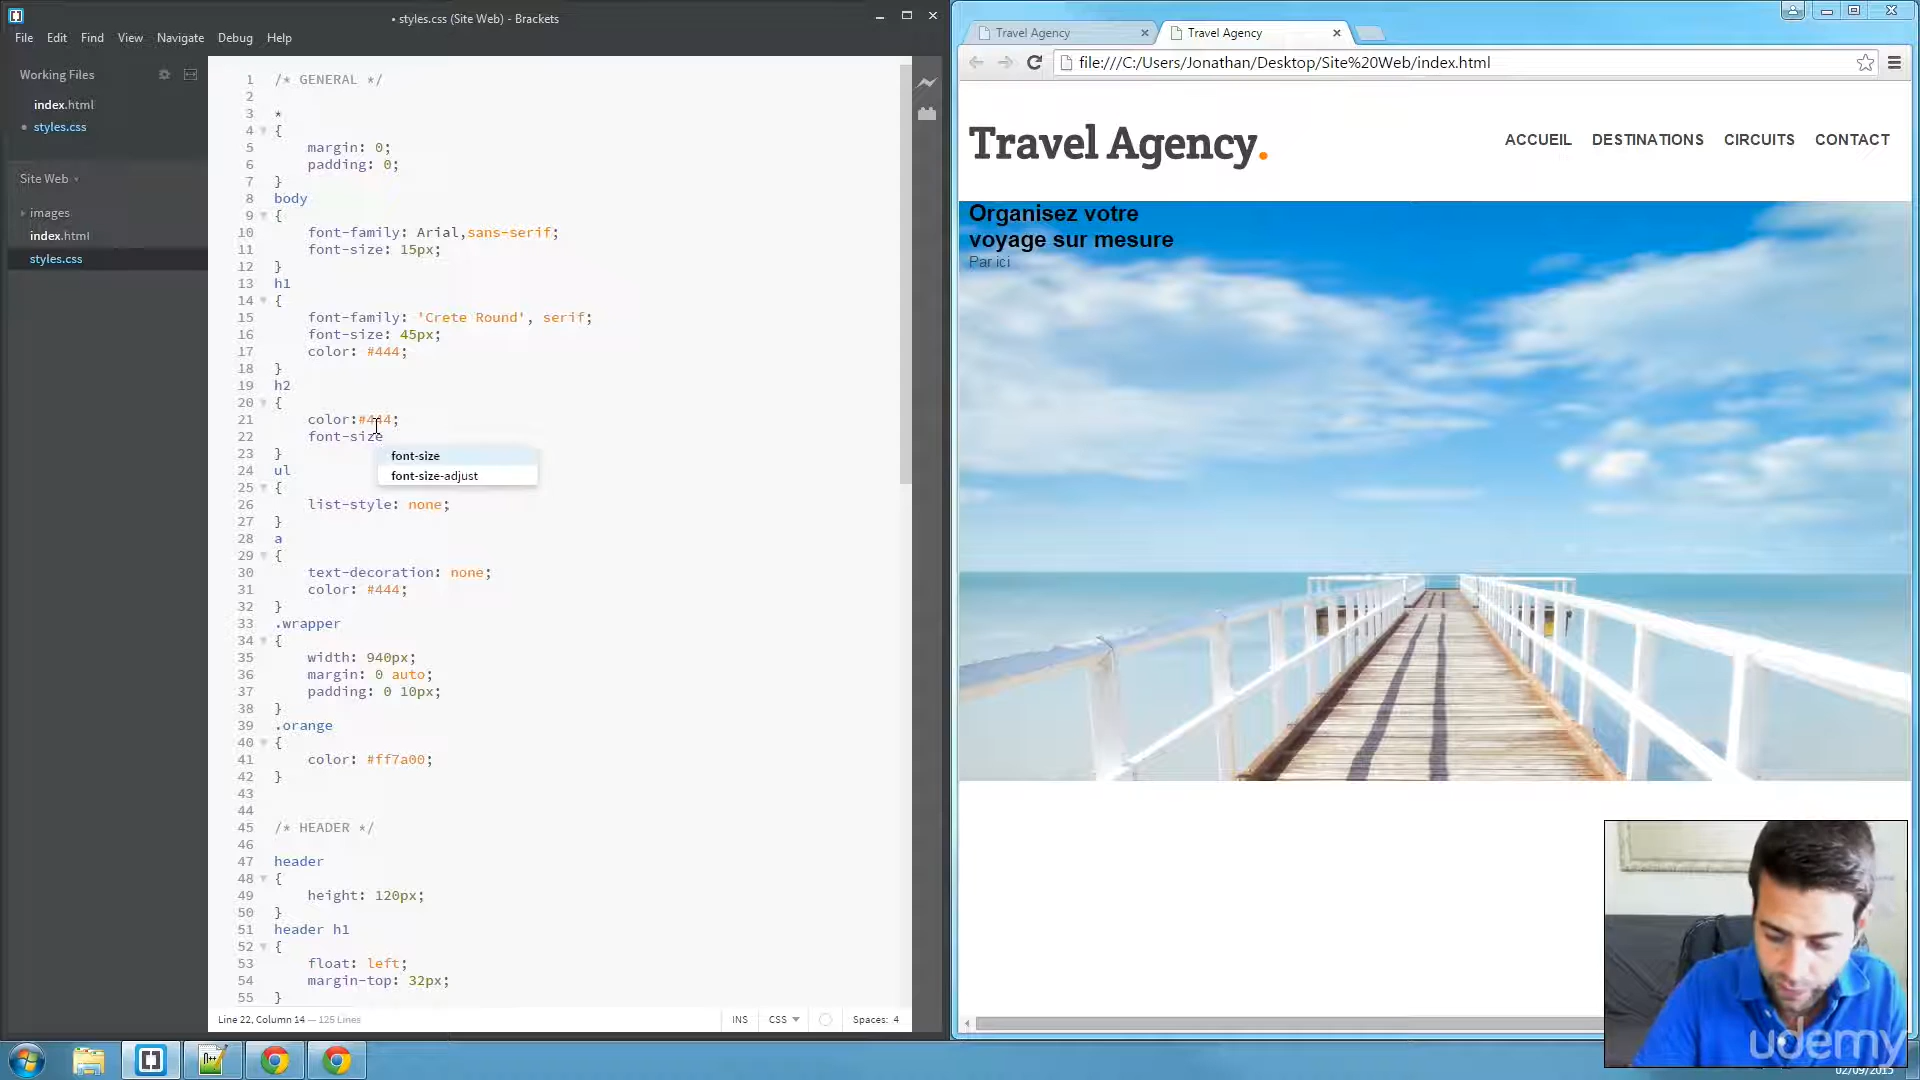 • styles.css (Site Web) - Brackets
File Edit Find View Navigate Debug Help
Working Files
index.html
• styles.css
Site Web
images
index.html
styles.css
1 /* GENERAL */
2
3 *
4 {
5 margin: 0;
6 padding: 0;
7 }
8 body
9 {
10 font-family: Arial,sans-serif;
11 font-size: 15px;
12 }
13 h1
14 {
15 font-family: 'Crete Round', serif;
16 font-size: 45px;
17 color: #444;
18 }
19 h2
20 {
21 color:#444;
22 font-size
23 }
font-size
font-size-adjust
24 ul
25 {
26 list-style: none;
27 }
28 a
29 {
30 text-decoration: none;
31 color: #444;
32 }
33 .wrapper
34 {
35 width: 940px;
36 margin: 0 auto;
37 padding: 0 10px;
38 }
39 .orange
40 {
41 color: #ff7a00;
42 }
43
44
45 /* HEADER */
46
47 header
48 {
49 height: 120px;
50 }
51 header h1
52 {
53 float: left;
54 margin-top: 32px;
55 }
Line 22, Column 14 — 125 Lines
INS CSS Spaces: 4
Travel Agency
Travel Agency
file:///C:/Users/Jonathan/Desktop/Site%20Web/index.html
Travel Agency.
ACCUEIL DESTINATIONS CIRCUITS CONTACT
Organisez votre
voyage sur mesure
Par ici
udemy
02/09/2015